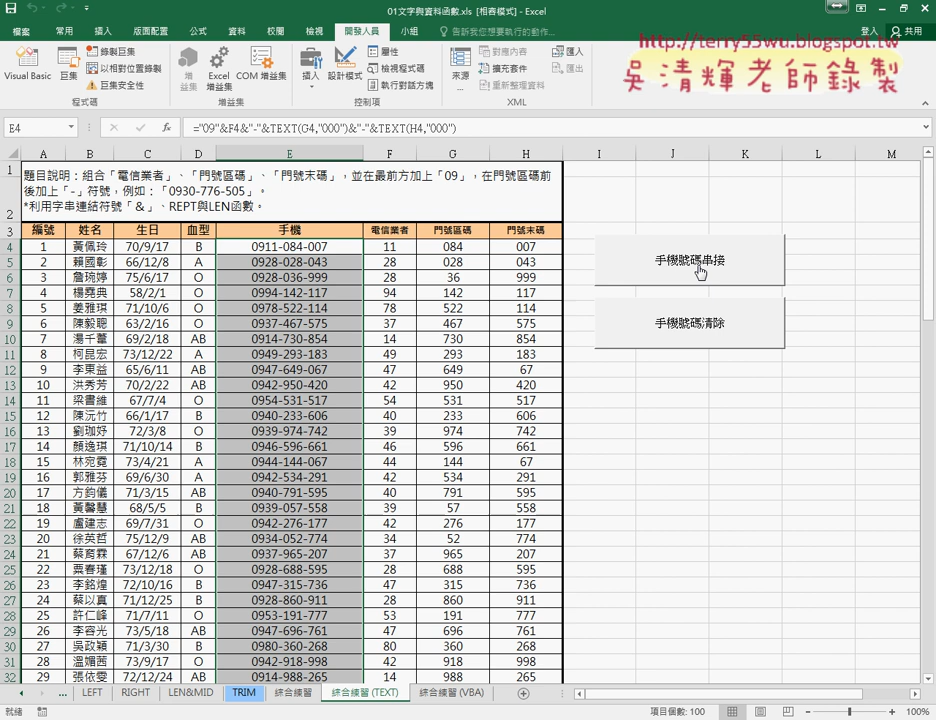 01文字與資料函數.xls [相容模式] - Excel
檔案 常用 插入 版面配置 公式 資料 校閱 檢視 開發人員 小組 告訴我您想要執行的動作... 登入 共用
http://terry55wu.blogspot.tw
吳清輝老師錄製
Visual Basic 巨集 錄製巨集 以相對位置錄製 巨集安全性
增益集 Excel 增益集 COM 增益集
插入 設計模式 屬性 檢視程式碼 執行對話方塊
來源 對應內容 擴充套件 重新整理資料 匯入 匯出
程式碼 增益集 控制項 XML
E4 fx ="09"&F4&"-"&TEXT(G4,"000")&"-"&TEXT(H4,"000")
A B C D E F G H I J K L M
1 題目說明：組合「電信業者」、「門號區碼」、「門號末碼」，並在最前方加上「09」，在門號區碼前
後加上「-」符號，例如：「0930-776-505」。
2 *利用字串連結符號「&」、REPT與LEN函數。
3 編號 姓名 生日 血型 手機 電信業者 門號區碼 門號末碼
4 1 黃佩玲 70/9/17 B 0911-084-007 11 084 007
5 2 賴國彰 66/12/8 A 0928-028-043 28 028 043
6 3 詹琬婷 75/6/17 O 0928-036-999 28 36 999
7 4 楊堯典 58/2/1 O 0994-142-117 94 142 117
8 5 姜雅琪 71/10/6 O 0978-522-114 78 522 114
9 6 陳毅聰 63/2/16 O 0937-467-575 37 467 575
10 7 湯千薰 69/2/18 AB 0914-730-854 14 730 854
11 8 柯昆宏 73/12/22 A 0949-293-183 49 293 183
12 9 李東益 65/6/11 AB 0947-649-067 47 649 67
13 10 洪秀芳 70/2/22 AB 0942-950-420 42 950 420
14 11 梁書維 67/7/4 O 0954-531-517 54 531 517
15 12 陳沅竹 66/1/17 B 0940-233-606 40 233 606
16 13 劉珈妤 72/3/8 O 0939-974-742 39 974 742
17 14 顏逸琪 71/10/14 B 0946-596-661 46 596 661
18 15 林宛霓 73/4/21 A 0944-144-067 44 144 67
19 16 郭雅芬 69/6/30 A 0942-534-291 42 534 291
20 17 方鈞儀 71/3/15 AB 0940-791-595 40 791 595
21 18 黃馨慧 68/5/5 B 0939-057-558 39 57 558
22 19 盧建志 69/7/31 O 0942-276-177 42 276 177
23 20 徐英哲 75/12/9 AB 0934-052-774 34 52 774
24 21 蔡育霖 67/12/6 AB 0937-965-207 37 965 207
25 22 粟春瑾 73/12/18 O 0928-688-595 28 688 595
26 23 李銘煌 72/10/16 B 0947-315-736 47 315 736
27 24 蔡以真 71/12/25 B 0928-860-911 28 860 911
28 25 許仁峰 71/7/11 O 0953-191-777 53 191 777
29 26 李容光 73/5/18 AB 0947-696-761 47 696 761
30 27 吳政穎 71/3/30 B 0980-360-268 80 360 268
31 28 溫媚茜 73/9/17 O 0942-918-998 42 918 998
32 29 張依雯 72/12/24 AB 0914-988-265 14 988 265
手機號碼串接
手機號碼清除
... LEFT RIGHT LEN&MID TRIM 綜合練習 綜合練習 (TEXT) 綜合練習 (VBA)
就緒 項目個數: 100 100%